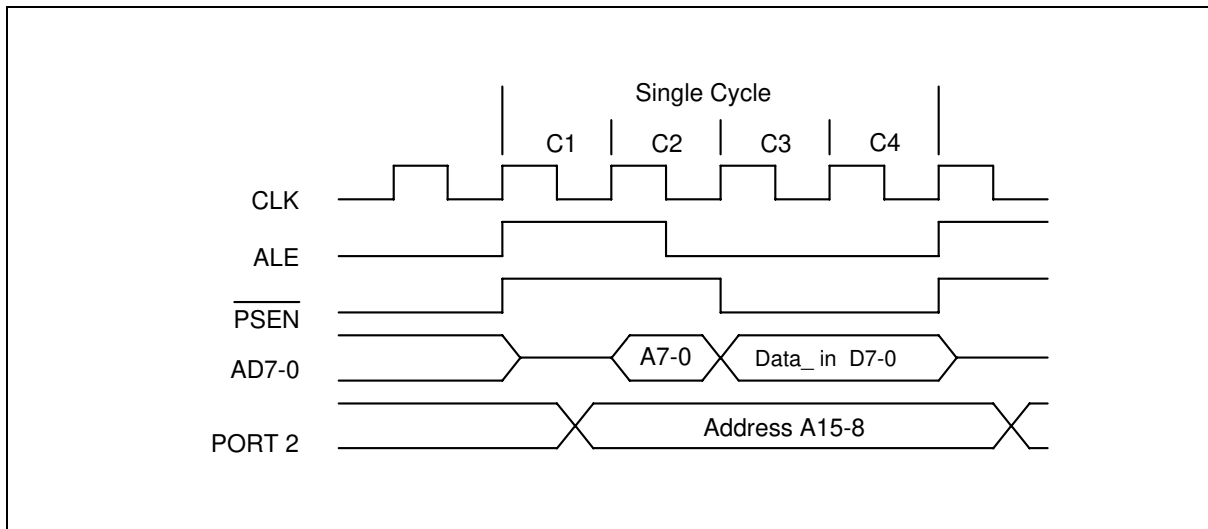 Single Cycle
C1 C2 C3 C4
CLK
ALE
PSEN
AD7-0 A7-0 Data_ in D7-0
PORT 2 Address A15-8